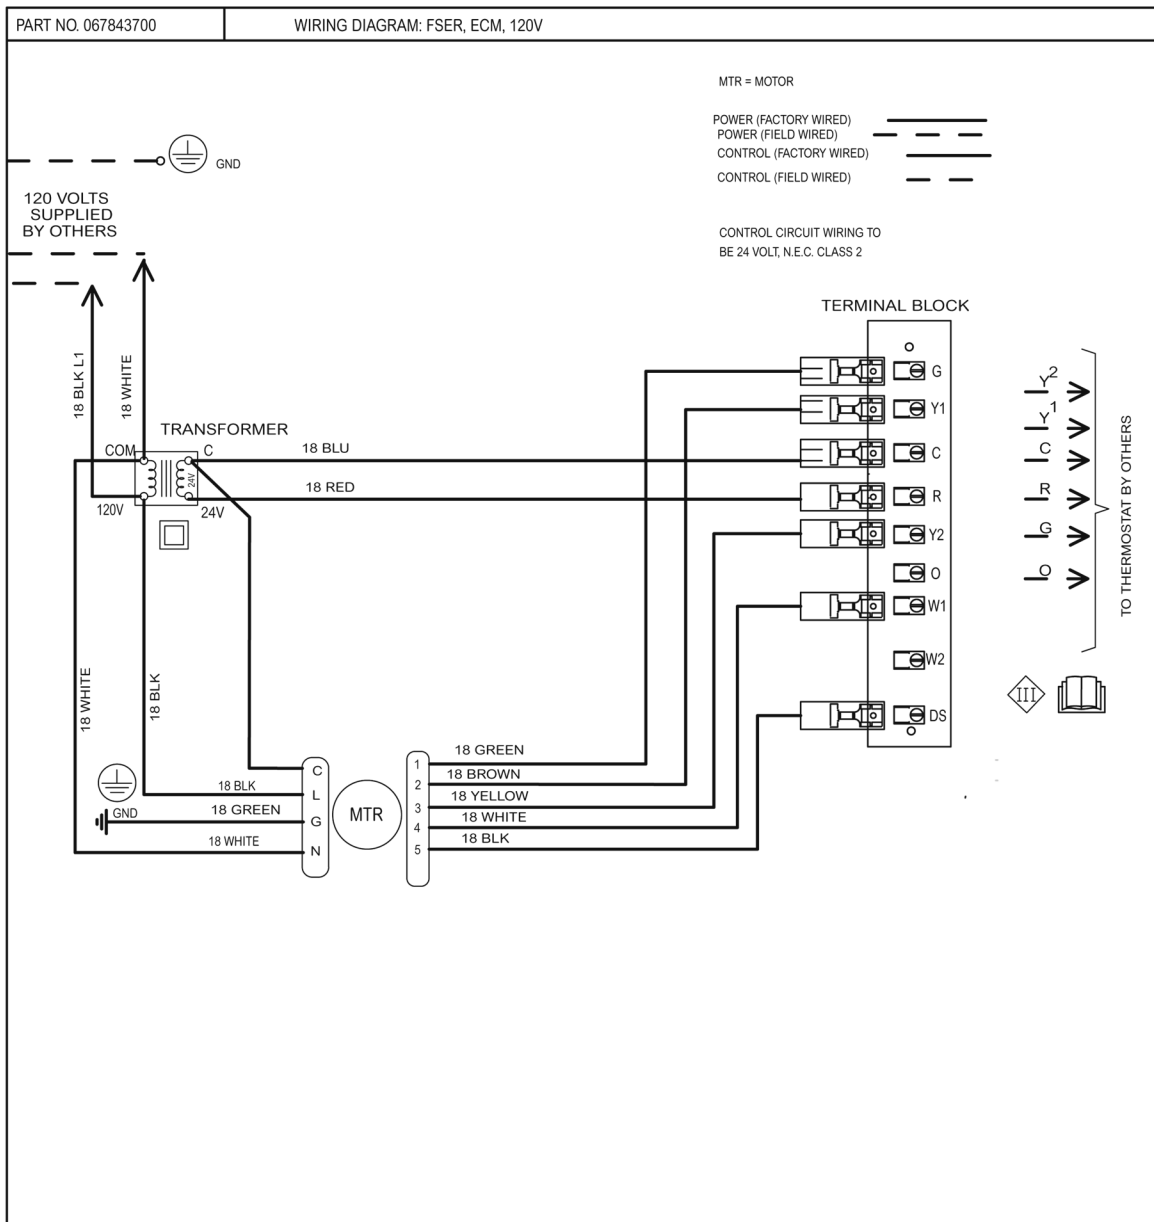 PART NO. 067843700
WIRING DIAGRAM: FSER, ECM, 120V
MTR = MOTOR
POWER (FACTORY WIRED)
POWER (FIELD WIRED)
CONTROL (FACTORY WIRED)
CONTROL (FIELD WIRED)
CONTROL CIRCUIT WIRING TO
BE 24 VOLT, N.E.C. CLASS 2
GND
120 VOLTS
SUPPLIED
BY OTHERS
18 BLK L1
18 WHITE
TRANSFORMER
COM
C
24V
120V
24V
18 BLU
18 RED
TERMINAL BLOCK
G
Y1
C
R
Y2
O
W1
W2
DS
Y2
Y1
C
R
G
O
TO THERMOSTAT BY OTHERS
III
18 WHITE
18 BLK
GND
18 BLK
18 GREEN
18 WHITE
C
L
G
N
MTR
1
2
3
4
5
18 GREEN
18 BROWN
18 YELLOW
18 WHITE
18 BLK